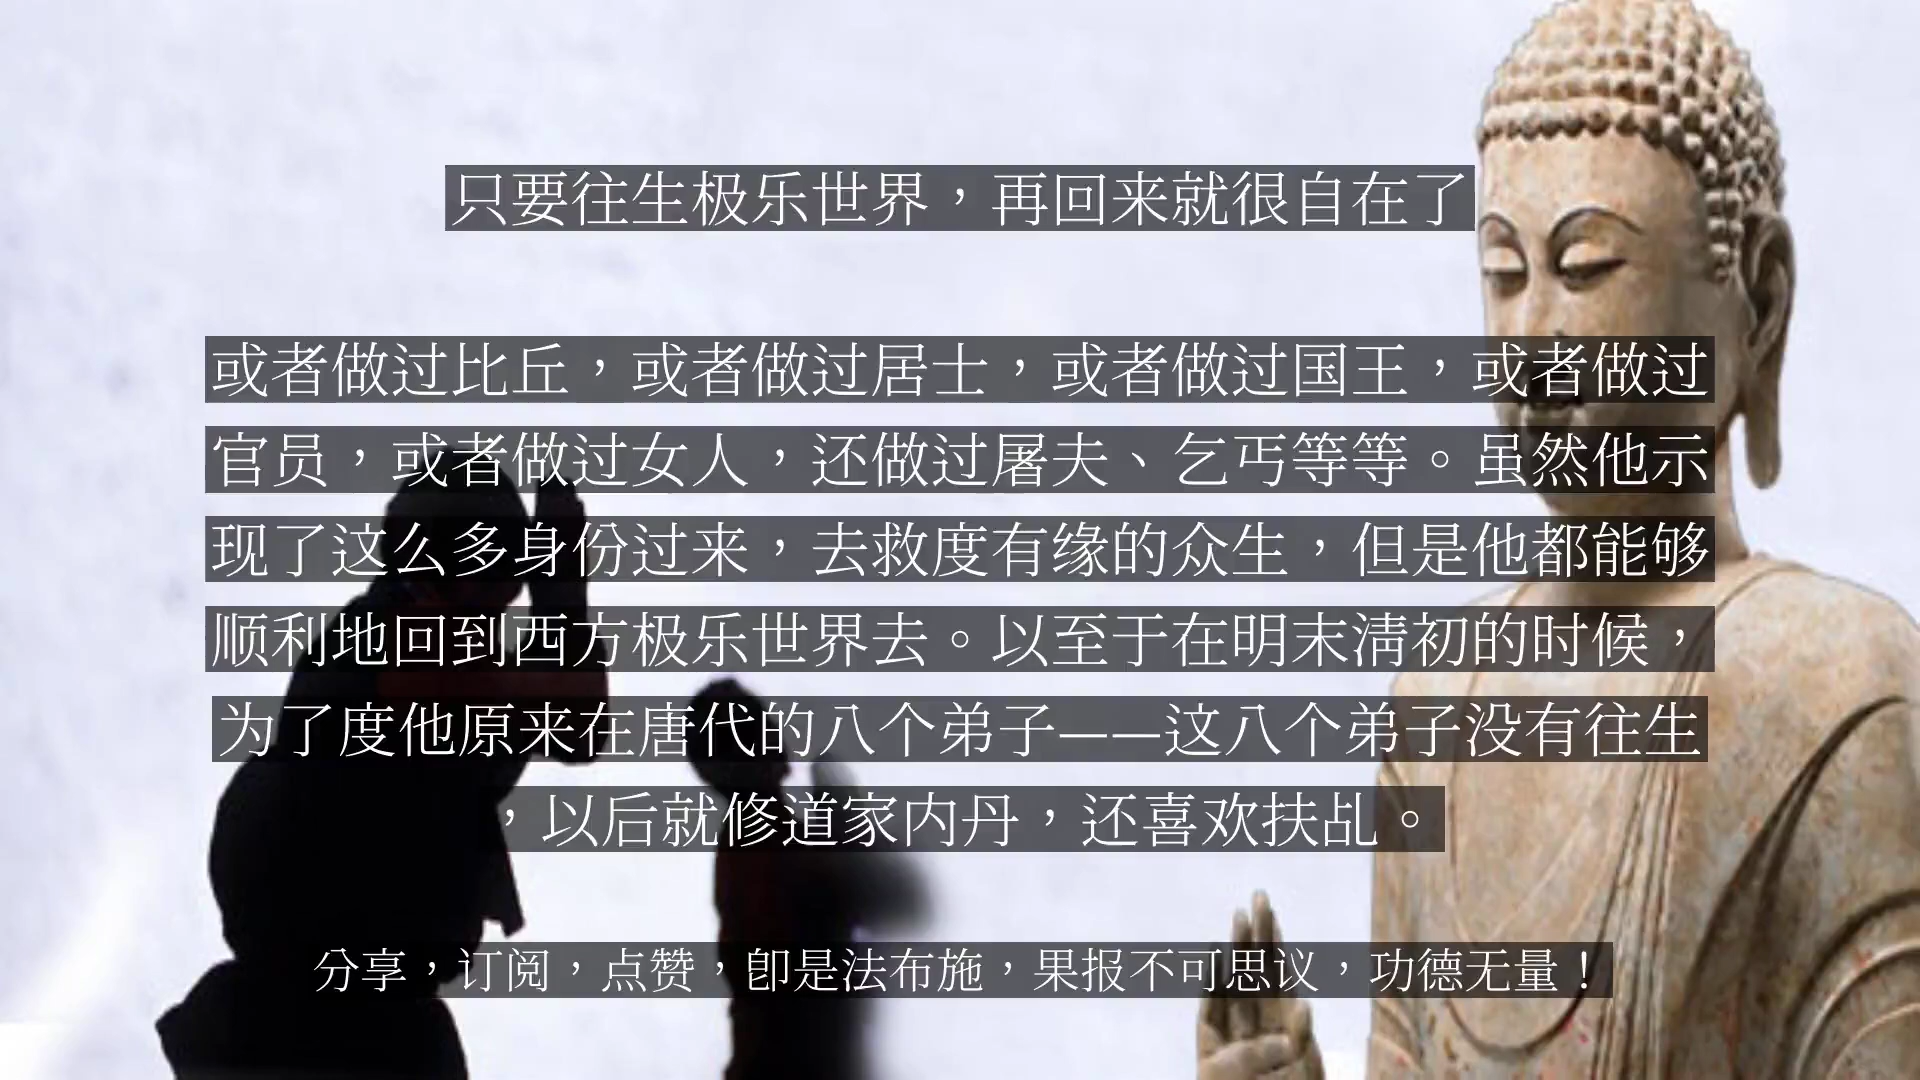 只要往生极乐世界，再回来就很自在了
或者做过比丘，或者做过居士，或者做过国王，或者做过
官员，或者做过女人，还做过屠夫、乞丐等等。虽然他示
现了这么多身份过来，去救度有缘的众生，但是他都能够
顺利地回到西方极乐世界去。以至于在明末清初的时候，
为了度他原来在唐代的八个弟子——这八个弟子没有往生
，以后就修道家内丹，还喜欢扶乩。
分享，订阅，点赞，即是法布施，果报不可思议，功德无量！